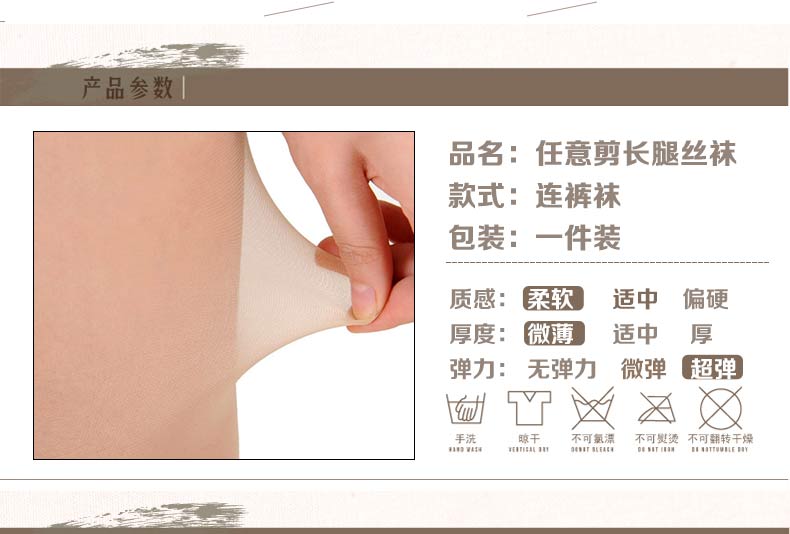 产品参数
品名：任意剪长腿丝袜
款式：连裤袜
包装：一件装
质感：柔软 适中 偏硬
厚度：微薄 适中 厚
弹力：无弹力 微弹 超弹
手洗 晾干 不可氯漂 不可熨烫 不可翻转干燥
HAND WASH VERTICAL DRY DONOT BLEACH DO NOT IRON DO NOTTUMBLE DRY